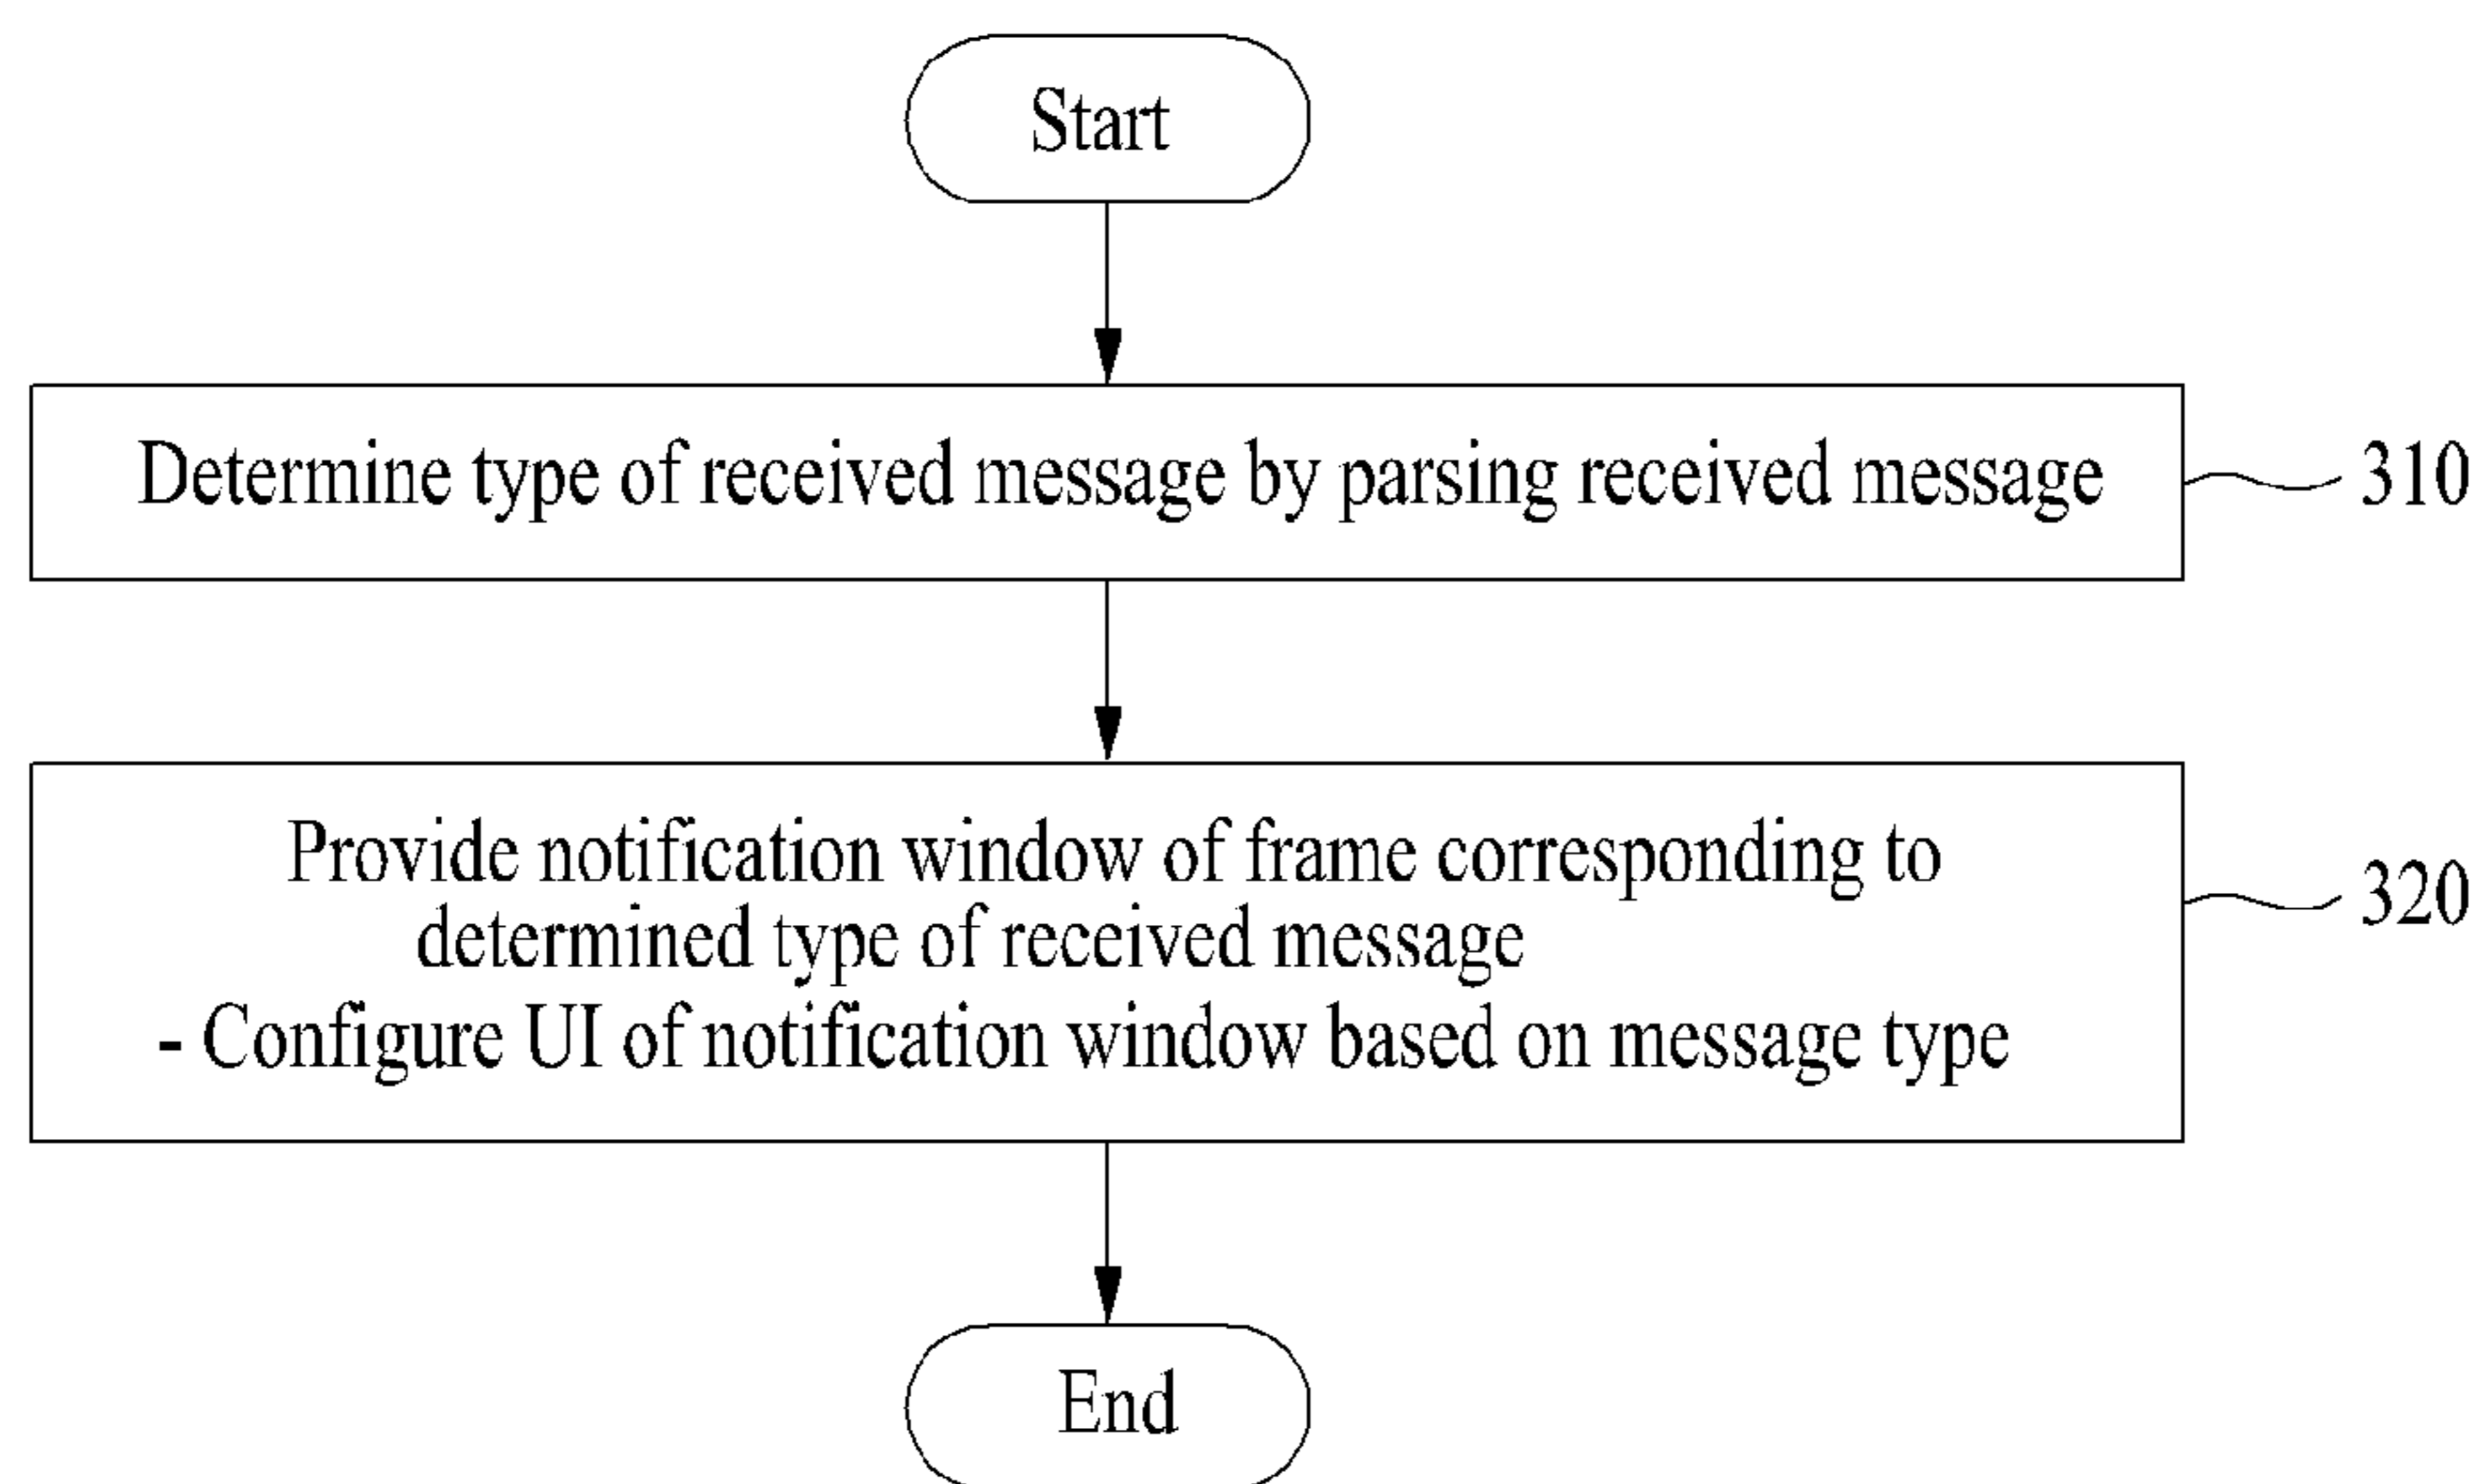 Start
Determine type of received message by parsing received message
310
Provide notification window of frame corresponding to
determined type of received message
- Configure UI of notification window based on message type
320
End